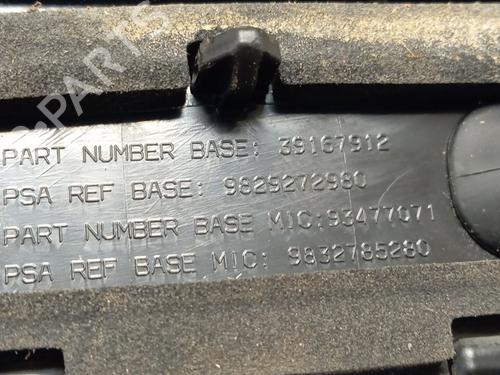 PART NUMBER BASE: 39167912
PSA REF BASE: 9829272980
PART NUMBER BASE MIC:93477071
PSA REF BASE MIC: 9832785280